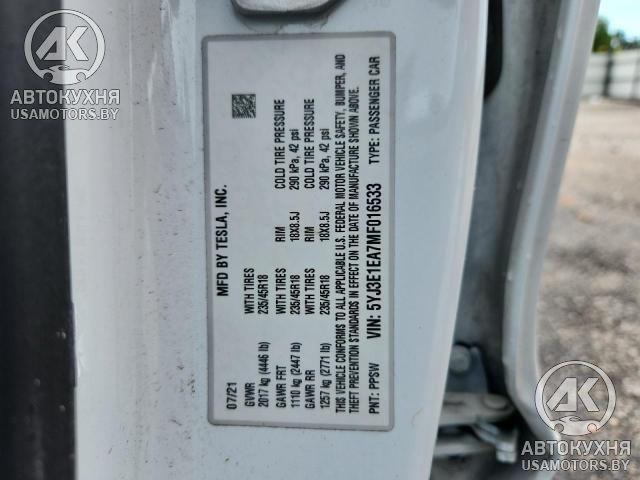 MFD BY TESLA, INC.
07/21
GVWR WITH TIRES RIM COLD TIRE PRESSURE
2017 kg (4446 lb) 235/45R18 18X8.5J 290 kPa, 42 psi
GAWR FRT WITH TIRES RIM COLD TIRE PRESSURE
1110 kg (2447 lb) 235/45R18 18X8.5J 290 kPa, 42 psi
GAWR RR
1257 kg (2771 lb)
THIS VEHICLE CONFORMS TO ALL APPLICABLE U.S. FEDERAL MOTOR VEHICLE SAFETY, BUMPER, AND
THEFT PREVENTION STANDARDS IN EFFECT ON THE DATE OF MANUFACTURE SHOWN ABOVE.
VIN: 5YJ3E1EA7MF016533
PNT: PPSW TYPE: PASSENGER CAR
AK
АВТОКУХНЯ
USAMOTORS.BY
AK
АВТОКУХНЯ
USAMOTORS.BY